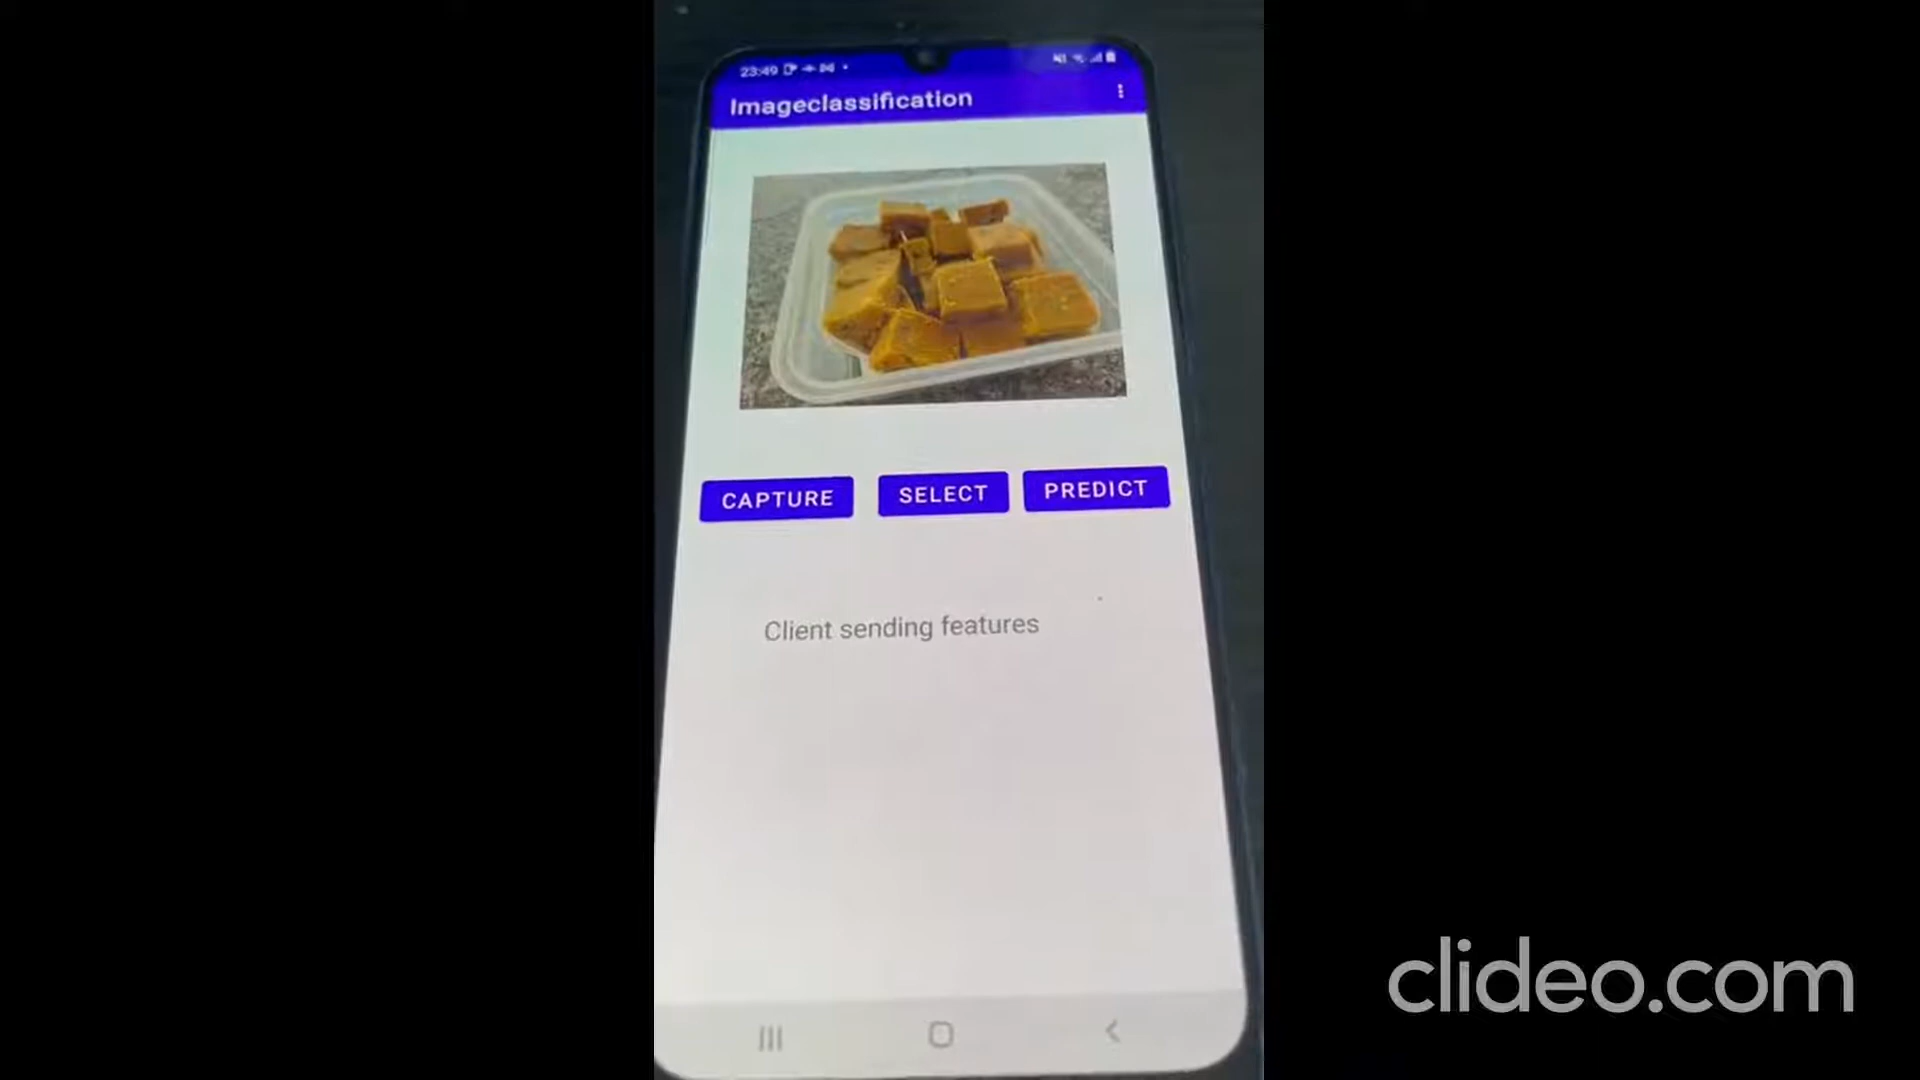 23:49
Imageclassification
CAPTURE
SELECT
PREDICT
Client sending features
clideo.com